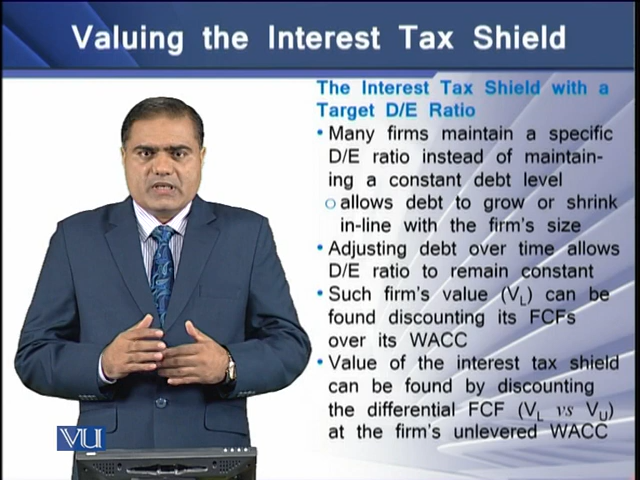 Valuing the Interest Tax Shield
The Interest Tax Shield with a
Target D/E Ratio
• Many firms maintain a specific
D/E ratio instead of maintain-
ing a constant debt level
o allows debt to grow or shrink
in-line with the firm's size
• Adjusting debt over time allows
D/E ratio to remain constant
• Such firm's value (VL) can be
found discounting its FCFs
over its WACC
• Value of the interest tax shield
can be found by discounting
the differential FCF (VL vs VU)
at the firm's unlevered WACC
VU